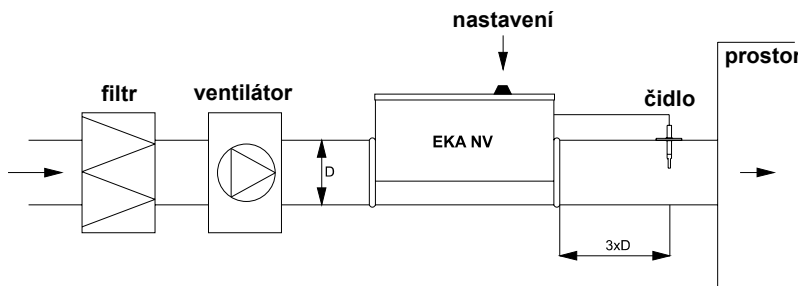 nastavení
prostor
filtr
ventilátor
čidlo
EKA NV
D
3xD